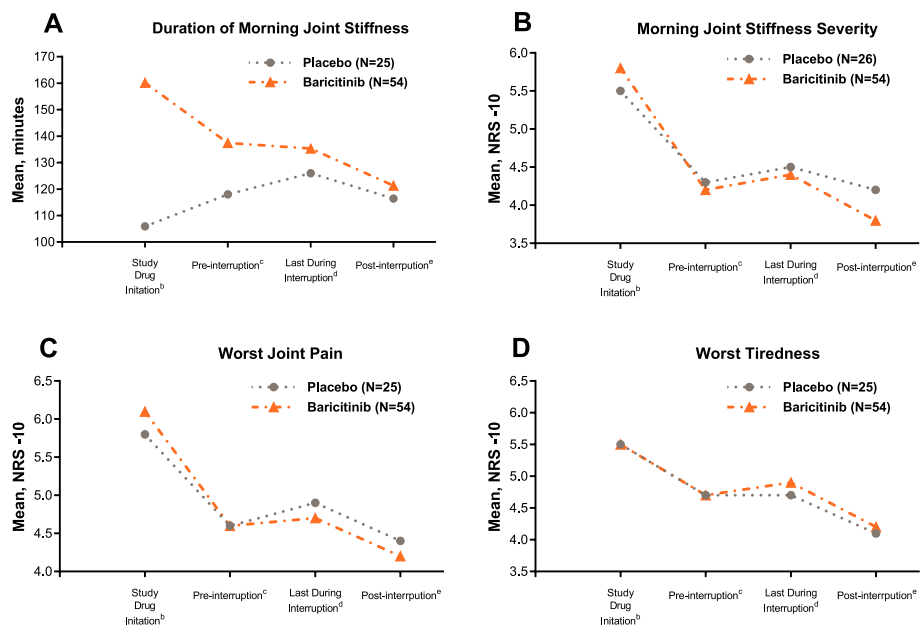 A
Duration of Morning Joint Stiffness
Placebo (N=25)
Baricitinib (N=54)
Mean, minutes
170
160
150
140
130
120
110
100
Study
Drug
Initation^b
Pre-interruption^c
Last During
Interruption^d
Post-interrpution^e
B
Morning Joint Stiffness Severity
Placebo (N=26)
Baricitinib (N=54)
Mean, NRS -10
6.0
5.5
5.0
4.5
4.0
3.5
Study
Drug
Initation^b
Pre-interruption^c
Last During
Interruption^d
Post-interrpution^e
C
Worst Joint Pain
Placebo (N=25)
Baricitinib (N=54)
Mean, NRS -10
6.5
6.0
5.5
5.0
4.5
4.0
Study
Drug
Initation^b
Pre-interruption^c
Last During
Interruption^d
Post-interrpution^e
D
Worst Tiredness
Placebo (N=25)
Baricitinib (N=54)
Mean, NRS -10
6.5
6.0
5.5
5.0
4.5
4.0
3.5
Study
Drug
Initation^b
Pre-interruption^c
Last During
Interruption^d
Post-interrpution^e